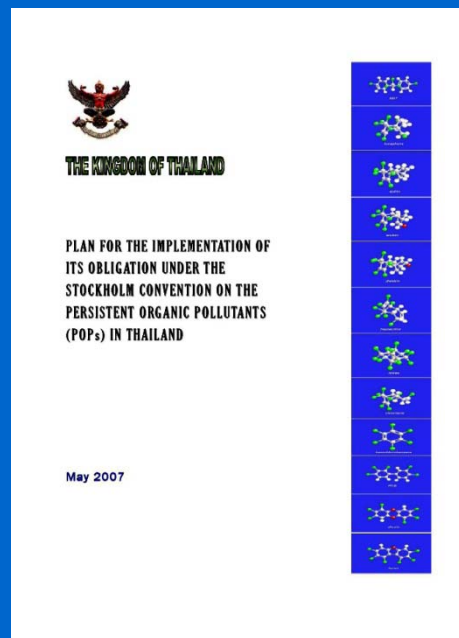 THE KINGDOM OF THAILAND
PLAN FOR THE IMPLEMENTATION OF
ITS OBLIGATION UNDER THE
STOCKHOLM CONVENTION ON THE
PERSISTENT ORGANIC POLLUTANTS
(POPs) IN THAILAND
May 2007